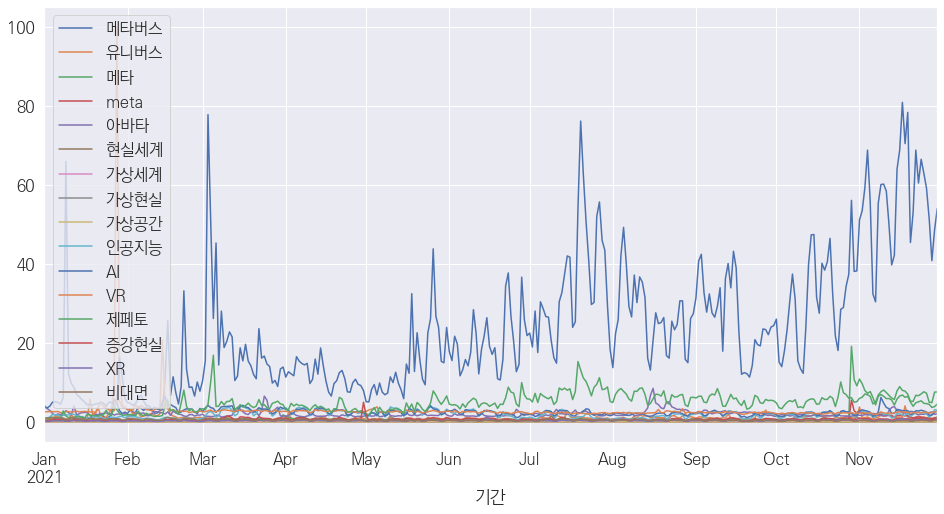 100
80
60
40
20
0
메타버스
유니버스
메타
meta
아바타
현실세계
가상세계
가상현실
가상공간
인공지능
AI
VR
제페토
증강현실
XR
비대면
Jan Feb Mar Apr May Jun Jul Aug Sep Oct Nov
2021
기간